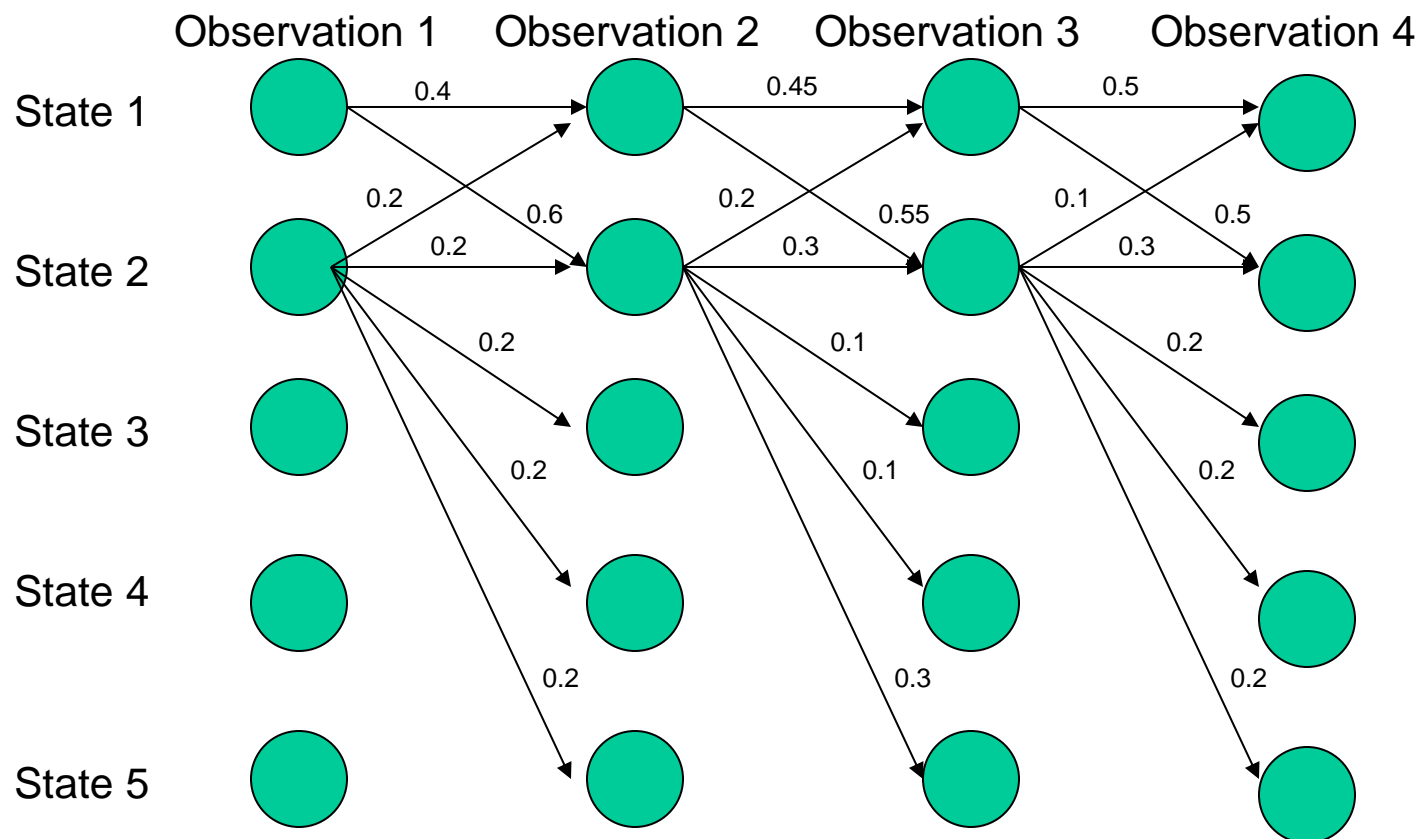 Observation 1 Observation 2 Observation 3 Observation 4
State 1
0.4 0.45 0.5
0.2 0.6 0.2 0.55 0.1 0.5
State 2
0.2 0.3 0.3
0.2 0.1 0.2
State 3
0.2 0.1 0.2
State 4
0.2 0.3 0.2
State 5